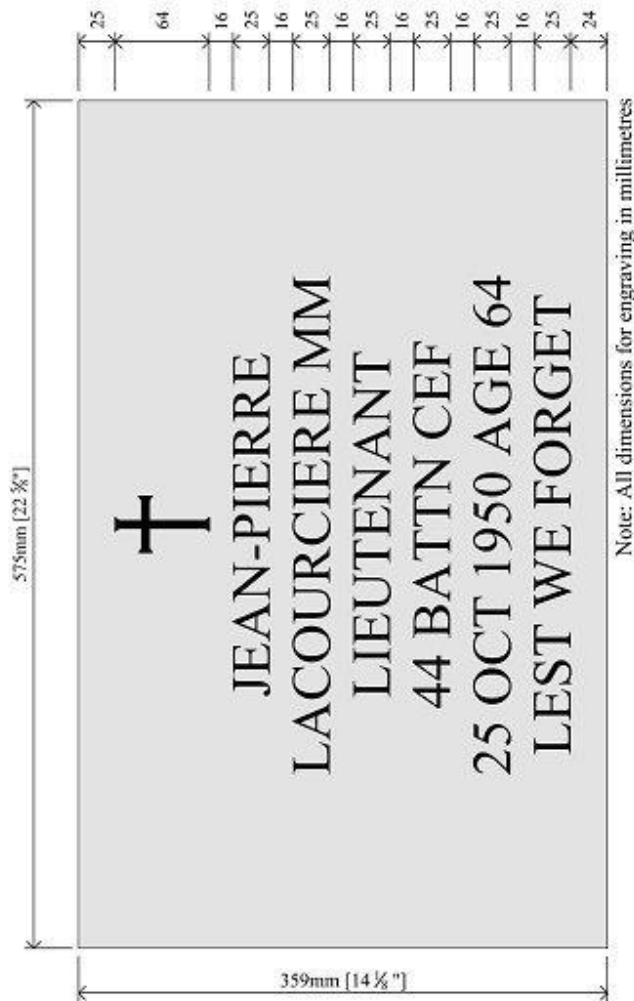 575mm [22 ⅝"]
25
64
16
25
16
25
16
25
16
25
16
25
16
25
24
JEAN-PIERRE
LACOURCIERE MM
LIEUTENANT
44 BATTN CEF
25 OCT 1950 AGE 64
LEST WE FORGET
359mm [14 ⅛ "]
Note: All dimensions for engraving in millimetres